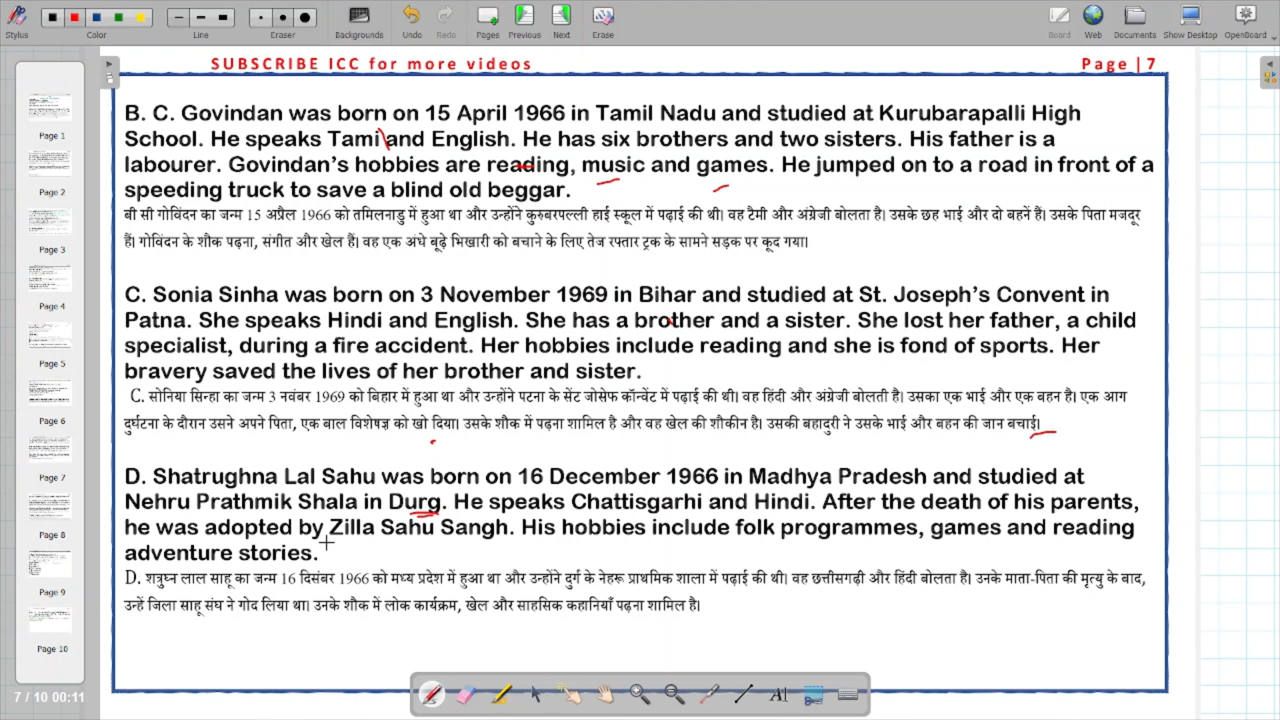 Stylus Color Line Eraser Backgrounds Undo Redo Pages Previous Next Erase Board Web Documents Show Desktop OpenBoard
SUBSCRIBE ICC for more videos Page | 7
B. C. Govindan was born on 15 April 1966 in Tamil Nadu and studied at Kurubarapalli High
School. He speaks Tami and English. He has six brothers and two sisters. His father is a
labourer. Govindan's hobbies are reading, music and games. He jumped on to a road in front of a
speeding truck to save a blind old beggar.
बी सी गोविंदन का जन्म 15 अप्रैल 1966 को तमिलनाडु में हुआ था और उन्होंने कुरुबरपल्ली हाई स्कूल में पढ़ाई की थी। वह टैमी और अंग्रेजी बोलता है। उसके छह भाई और दो बहनें हैं। उसके पिता मजदूर
हैं। गोविंदन के शौक पढ़ना, संगीत और खेल हैं। वह एक अंधे बूढ़े भिखारी को बचाने के लिए तेज रफ्तार ट्रक के सामने सड़क पर कूद गया।
C. Sonia Sinha was born on 3 November 1969 in Bihar and studied at St. Joseph's Convent in
Patna. She speaks Hindi and English. She has a brother and a sister. She lost her father, a child
specialist, during a fire accident. Her hobbies include reading and she is fond of sports. Her
bravery saved the lives of her brother and sister.
C. सोनिया सिन्हा का जन्म 3 नवंबर 1969 को बिहार में हुआ था और उन्होंने पटना के सेंट जोसेफ कॉन्वेंट में पढ़ाई की थी। वह हिंदी और अंग्रेजी बोलती है। उसका एक भाई और एक बहन है। एक आग
दुर्घटना के दौरान उसने अपने पिता, एक बाल विशेषज्ञ को खो दिया। उसके शौक में पढ़ना शामिल है और वह खेल की शौकीन है। उसकी बहादुरी ने उसके भाई और बहन की जान बचाई।
D. Shatrughna Lal Sahu was born on 16 December 1966 in Madhya Pradesh and studied at
Nehru Prathmik Shala in Durg. He speaks Chattisgarhi and Hindi. After the death of his parents,
he was adopted by Zilla Sahu Sangh. His hobbies include folk programmes, games and reading
adventure stories.
D. शत्रुघ्न लाल साहू का जन्म 16 दिसंबर 1966 को मध्य प्रदेश में हुआ था और उन्होंने दुर्ग के नेहरू प्राथमिक शाला में पढ़ाई की थी। वह छत्तीसगढ़ी और हिंदी बोलता है। उनके माता-पिता की मृत्यु के बाद,
उन्हें जिला साहू संघ ने गोद लिया था। उनके शौक में लोक कार्यक्रम, खेल और साहसिक कहानियाँ पढ़ना शामिल है।
Page 1
Page 2
Page 3
Page 4
Page 5
Page 6
Page 7
Page 8
Page 9
Page 10
7 / 10 00:11